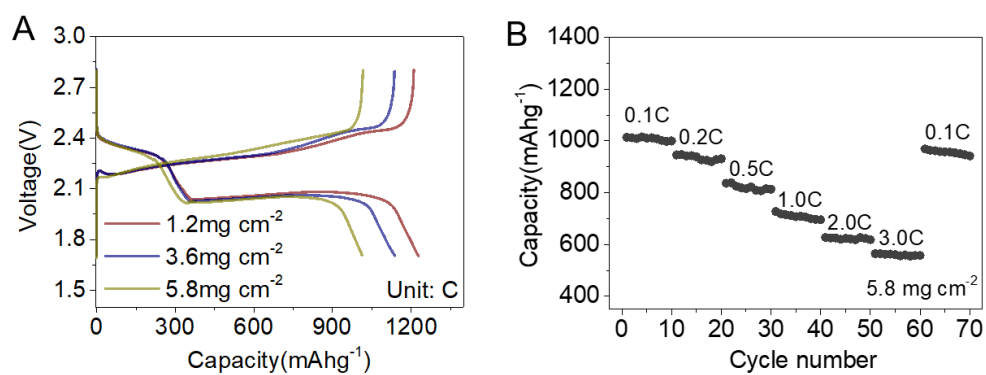 A
Voltage(V)
3.0
2.7
2.4
2.1
1.8
1.5
1.2mg cm⁻²
3.6mg cm⁻²
5.8mg cm⁻²
Unit: C
0 300 600 900 1200
Capacity(mAhg⁻¹)
B
Capacity(mAhg⁻¹)
1400
1200
1000
800
600
400
0.1C
0.2C
0.5C
1.0C
2.0C
3.0C
0.1C
5.8 mg cm⁻²
0 10 20 30 40 50 60 70
Cycle number